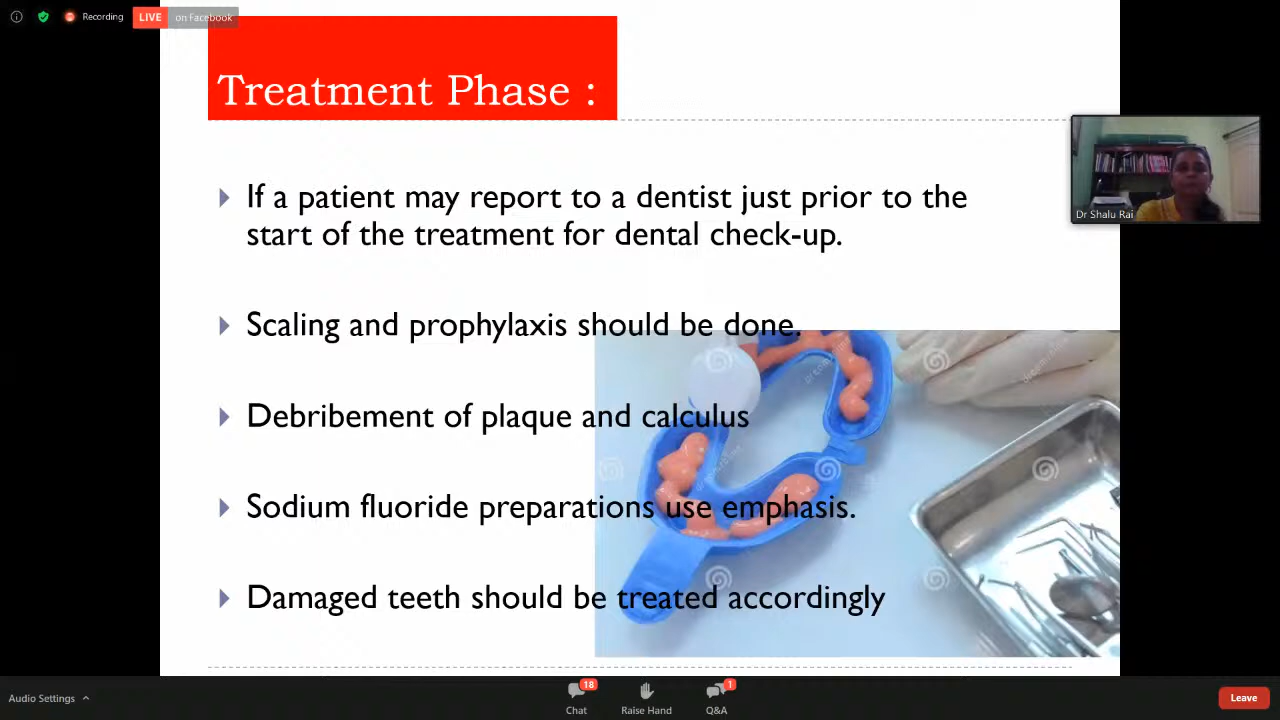 Recording
LIVE on Facebook
Treatment Phase :
If a patient may report to a dentist just prior to the
start of the treatment for dental check-up.
Scaling and prophylaxis should be done.
Debribement of plaque and calculus
Sodium fluoride preparations use emphasis.
Damaged teeth should be treated accordingly
Dr Shalu Rai
Audio Settings
18
Chat
Raise Hand
1
Q&A
Leave